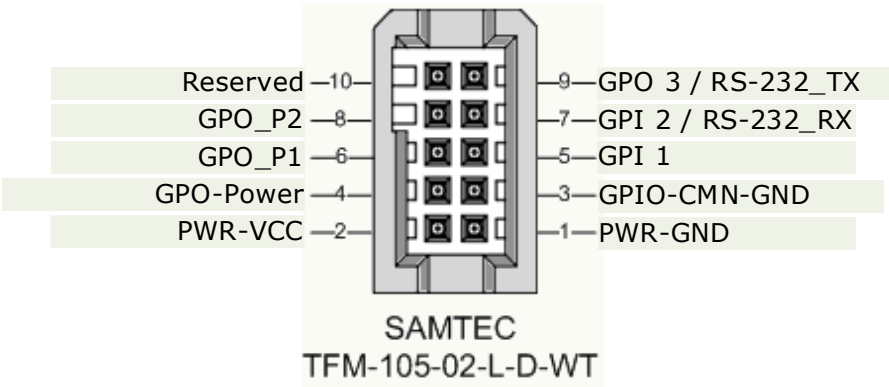 Reserved 10 9 GPO 3 / RS-232_TX
GPO_P2 8 7 GPI 2 / RS-232_RX
GPO_P1 6 5 GPI 1
GPO-Power 4 3 GPIO-CMN-GND
PWR-VCC 2 1 PWR-GND
SAMTEC
TFM-105-02-L-D-WT